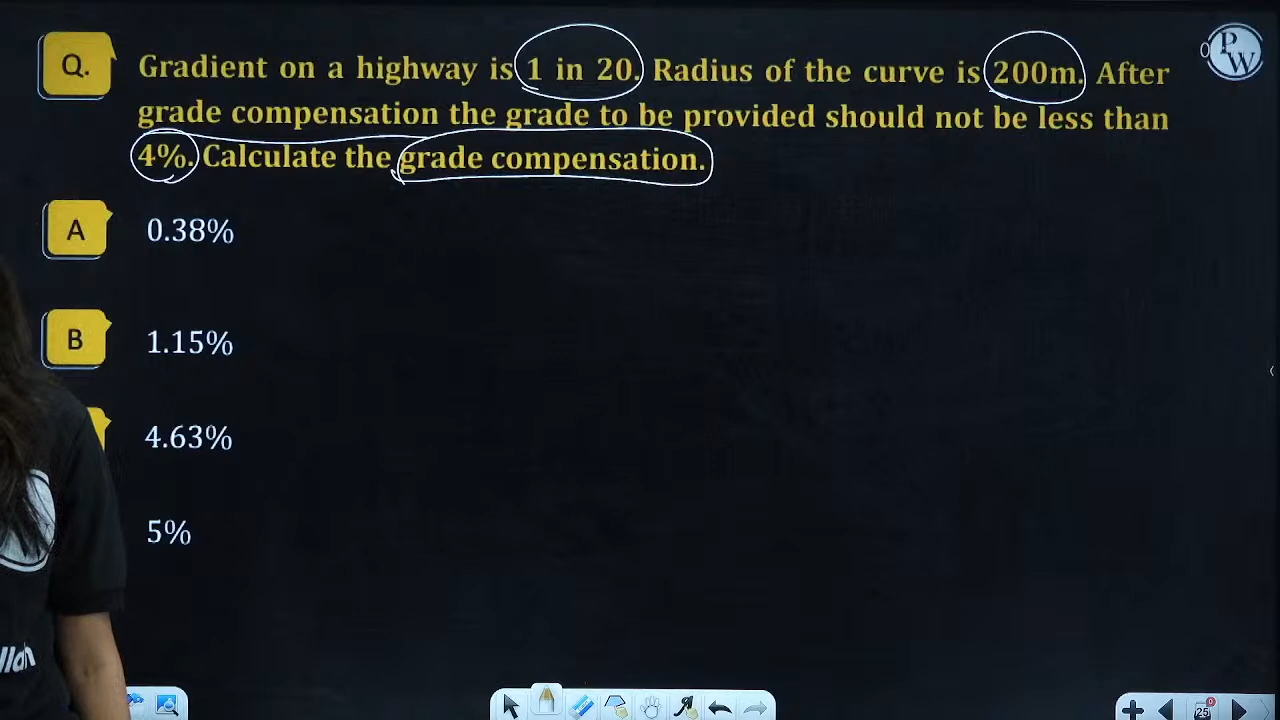 Q.
Gradient on a highway is 1 in 20. Radius of the curve is 200m. After
grade compensation the grade to be provided should not be less than
4%. Calculate the grade compensation.
A 0.38%
B 1.15%
4.63%
5%
P
W
25